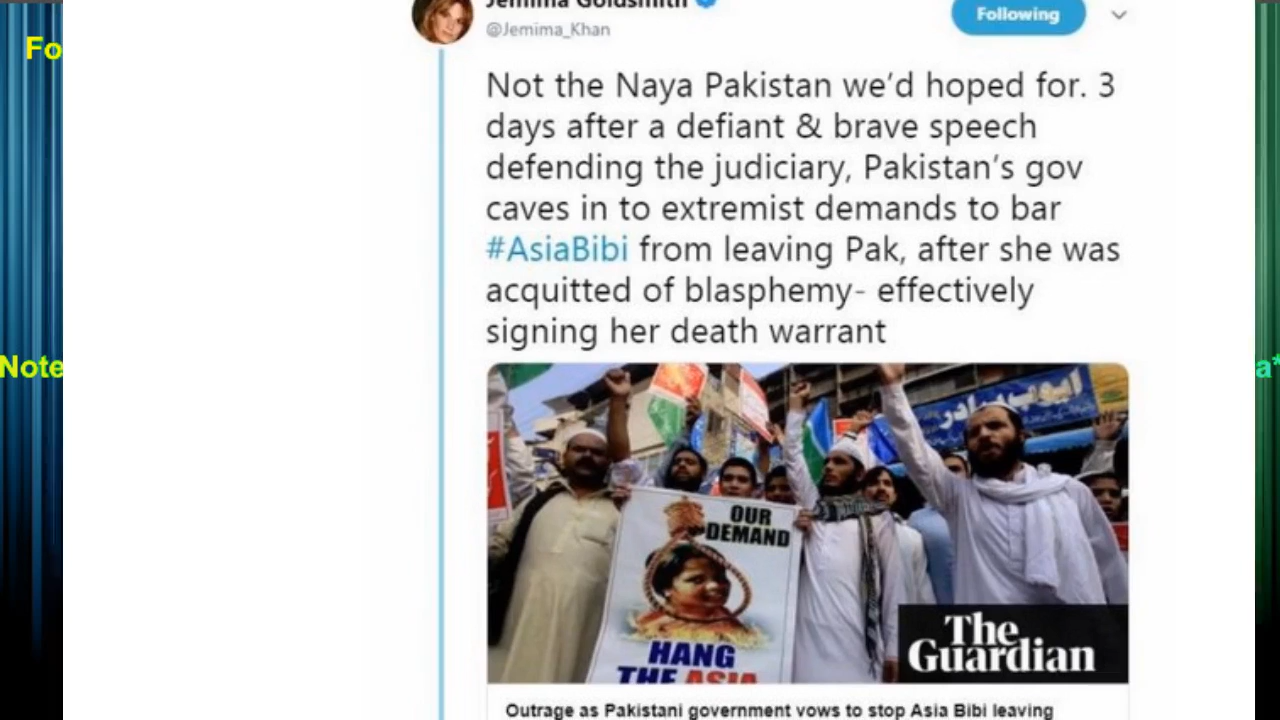 Jemima Goldsmith
@Jemima_Khan
Following
Fo
Not the Naya Pakistan we'd hoped for. 3
days after a defiant & brave speech
defending the judiciary, Pakistan's gov
caves in to extremist demands to bar
#AsiaBibi from leaving Pak, after she was
acquitted of blasphemy- effectively
signing her death warrant
Note
a*
ایوب برادر
OUR
DEMAND
HANG
THE ASIA
The
Guardian
Outrage as Pakistani government vows to stop Asia Bibi leaving